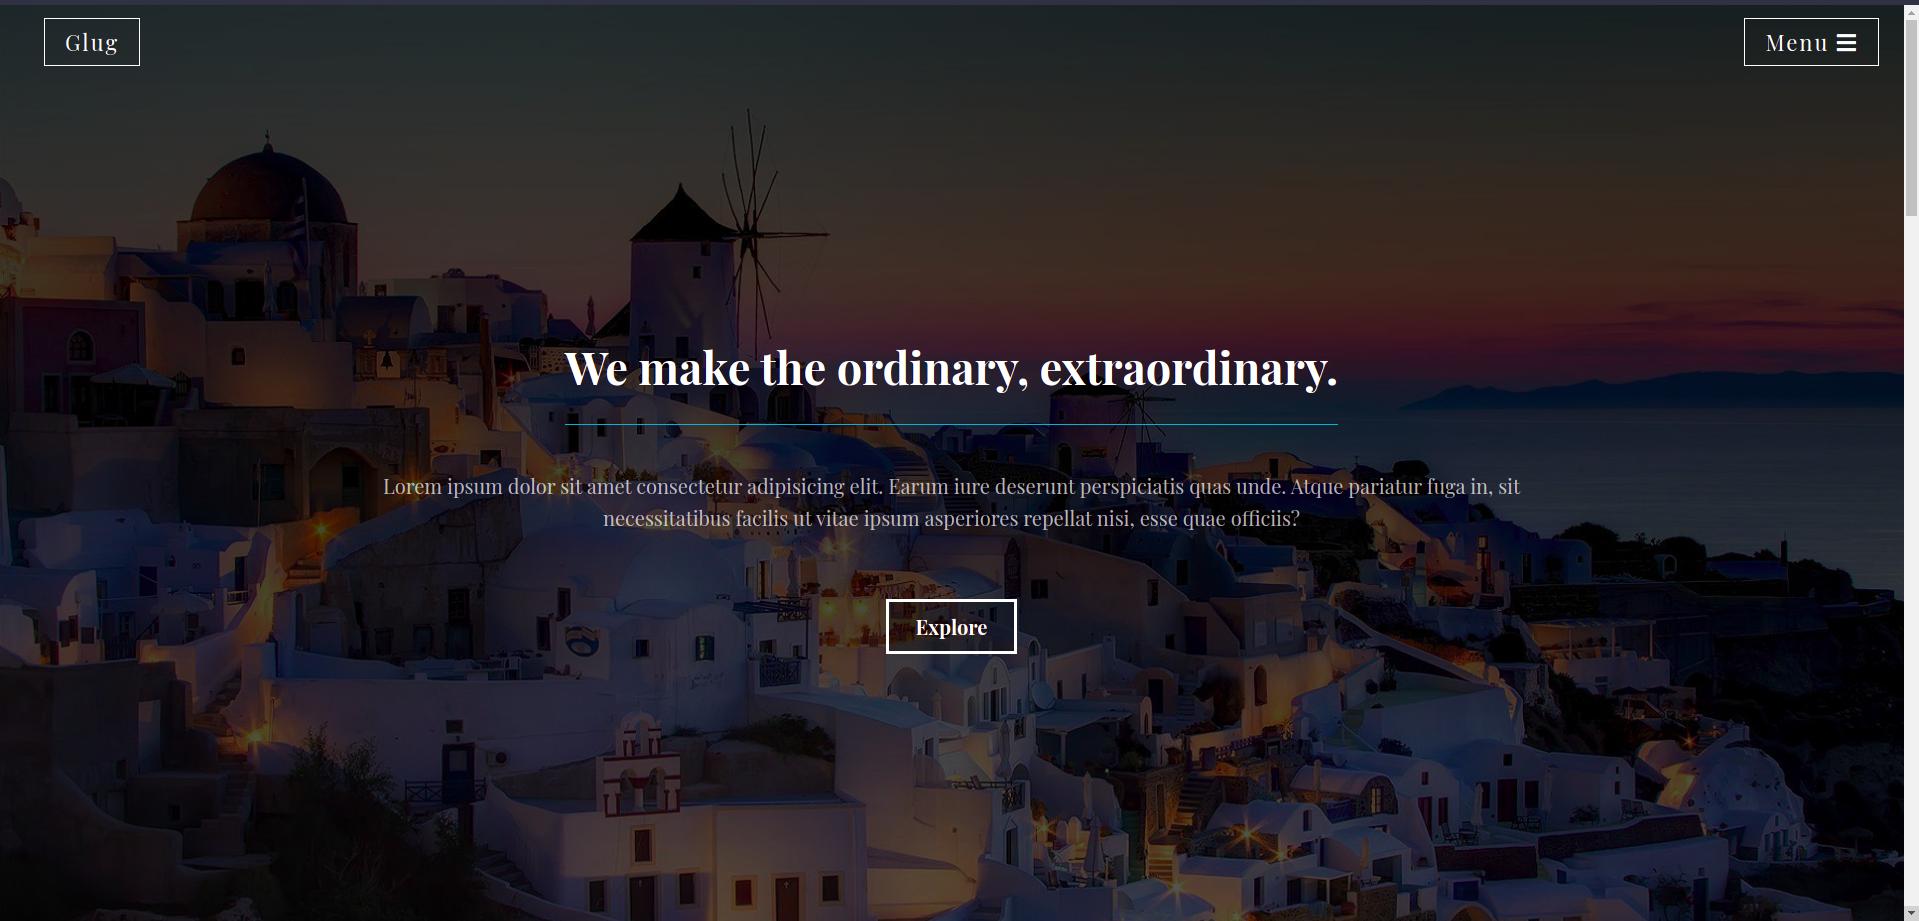 Glug
Menu
We make the ordinary, extraordinary.
Lorem ipsum dolor sit amet consectetur adipisicing elit. Earum iure deserunt perspiciatis quas unde. Atque pariatur fuga in, sit
necessitatibus facilis ut vitae ipsum asperiores repellat nisi, esse quae officiis?
Explore